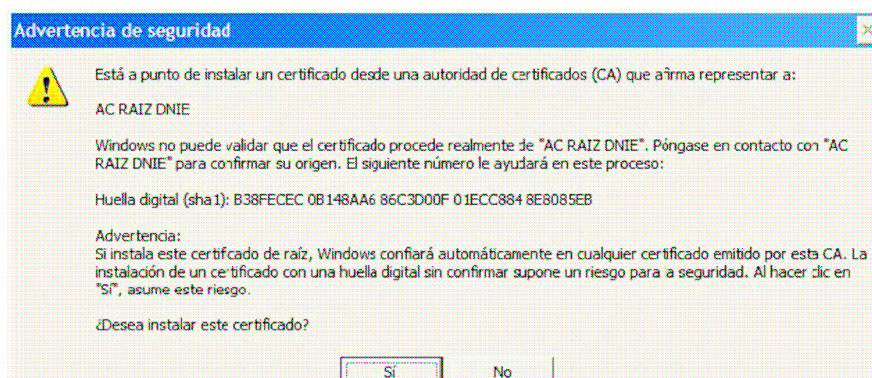 Advertencia de seguridad
Está a punto de instalar un certificado desde una autoridad de certificados (CA) que afirma representar a:
AC RAIZ DNIE
Windows no puede validar que el certificado procede realmente de "AC RAIZ DNIE". Póngase en contacto con "AC
RAIZ DNIE" para confirmar su origen. El siguiente número le ayudará en este proceso:
Huella digital (sha1): B38FECEC 0B148AA6 86C3D00F 01ECC884 8E8085EB
Advertencia:
Si instala este certificado de raíz, Windows confiará automáticamente en cualquier certificado emitido por esta CA. La
instalación de un certificado con una huella digital sin confirmar supone un riesgo para la seguridad. Al hacer clic en
"Sí", asume este riesgo.
¿Desea instalar este certificado?
Sí
No